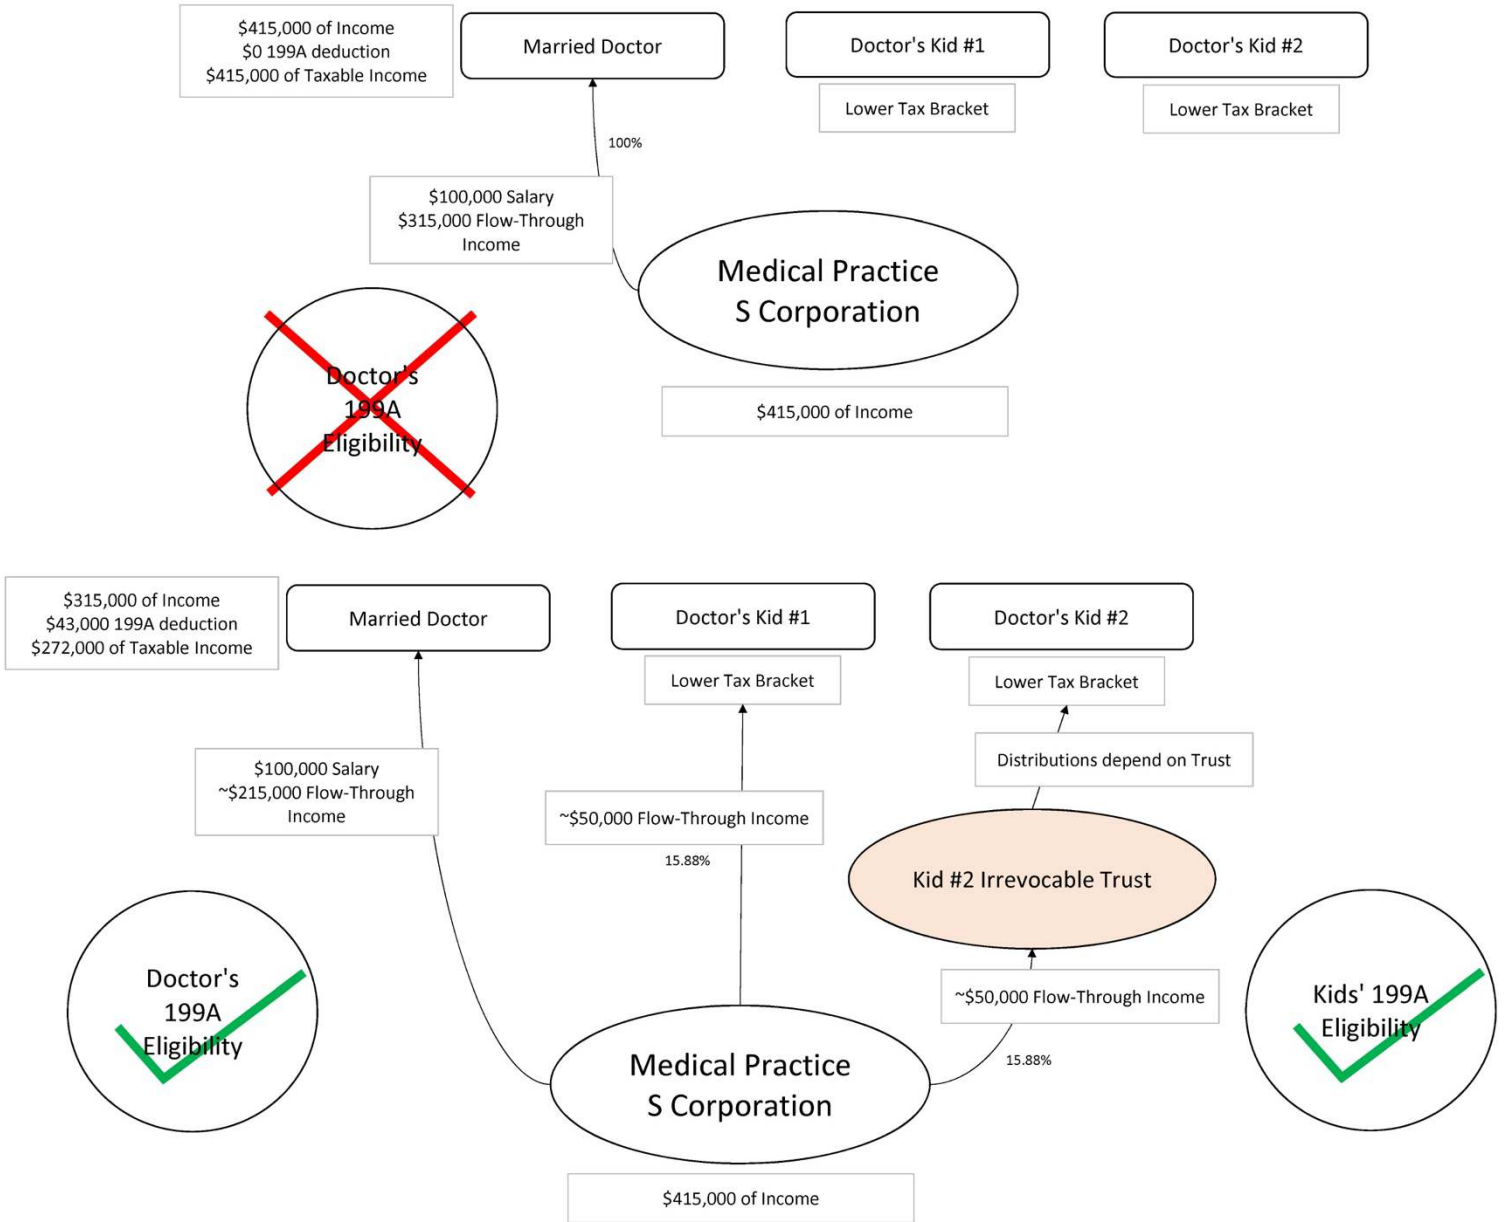 $415,000 of Income
$0 199A deduction
$415,000 of Taxable Income
Married Doctor
Doctor's Kid #1
Doctor's Kid #2
Lower Tax Bracket
Lower Tax Bracket
100%
$100,000 Salary
$315,000 Flow-Through
Income
Medical Practice
S Corporation
Doctor's
199A
Eligibility
$415,000 of Income
$315,000 of Income
$43,000 199A deduction
$272,000 of Taxable Income
Married Doctor
Doctor's Kid #1
Doctor's Kid #2
Lower Tax Bracket
Lower Tax Bracket
$100,000 Salary
~$215,000 Flow-Through
Income
~$50,000 Flow-Through Income
15.88%
Distributions depend on Trust
Kid #2 Irrevocable Trust
~$50,000 Flow-Through Income
15.88%
Doctor's
199A
Eligibility
Kids' 199A
Eligibility
Medical Practice
S Corporation
$415,000 of Income